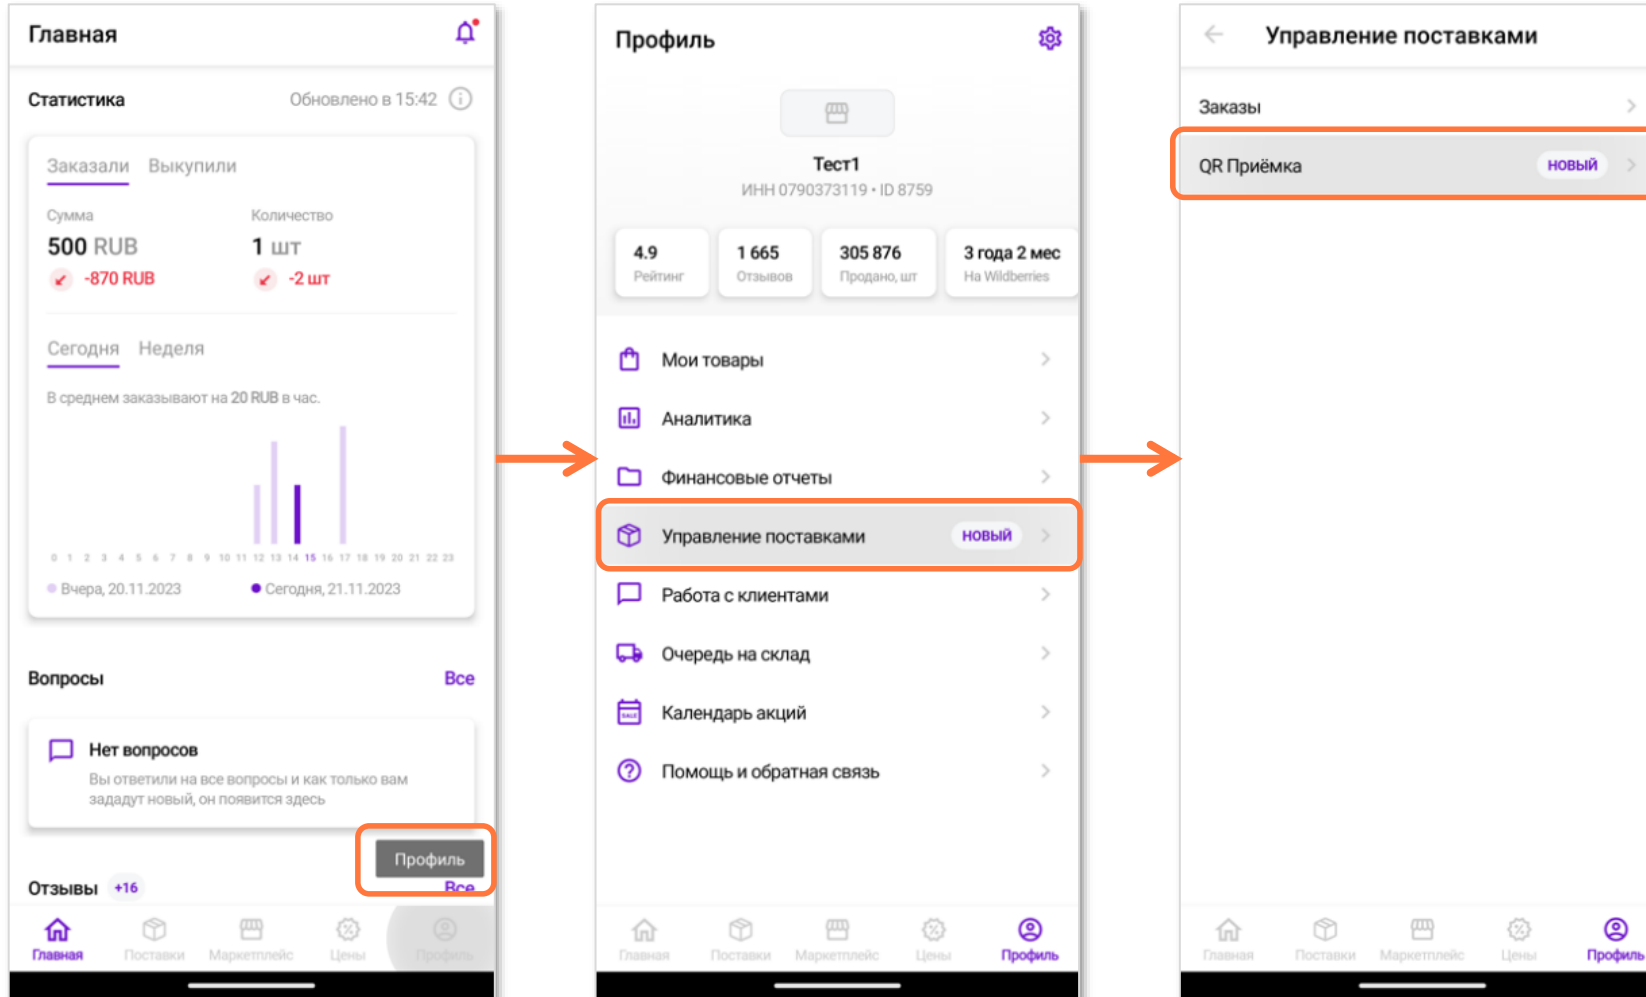 Главная
Статистика
Обновлено в 15:42
Заказали Выкупили
Сумма Количество
500 RUB 1 шт
-870 RUB -2 шт
Сегодня Неделя
В среднем заказывают на 20 RUB в час.
0 1 2 3 4 5 6 7 8 9 10 11 12 13 14 15 16 17 18 19 20 21 22 23
Вчера, 20.11.2023 Сегодня, 21.11.2023
Вопросы Все
Нет вопросов
Вы ответили на все вопросы и как только вам
зададут новый, он появится здесь
Профиль
Отзывы +16 Все
Главная Поставки Маркетплейс Цены Профиль
Профиль
Тест1
ИНН 0790373119 • ID 8759
4.9 1 665 305 876 3 года 2 мес
Рейтинг Отзывов Продано, шт На Wildberries
Мои товары
Аналитика
Финансовые отчеты
Управление поставками НОВЫЙ
Работа с клиентами
Очередь на склад
SALE
Календарь акций
Помощь и обратная связь
Главная Поставки Маркетплейс Цены Профиль
Управление поставками
Заказы
QR Приёмка НОВЫЙ
Главная Поставки Маркетплейс Цены Профиль